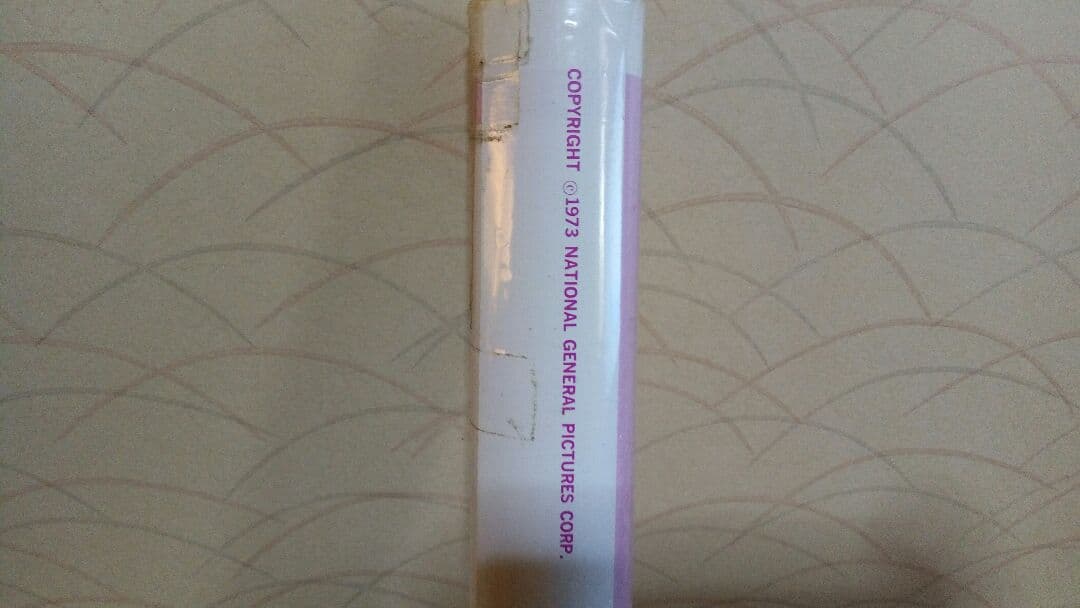 COPYRIGHT ©1973 NATIONAL GENERAL PICTURES CORP.